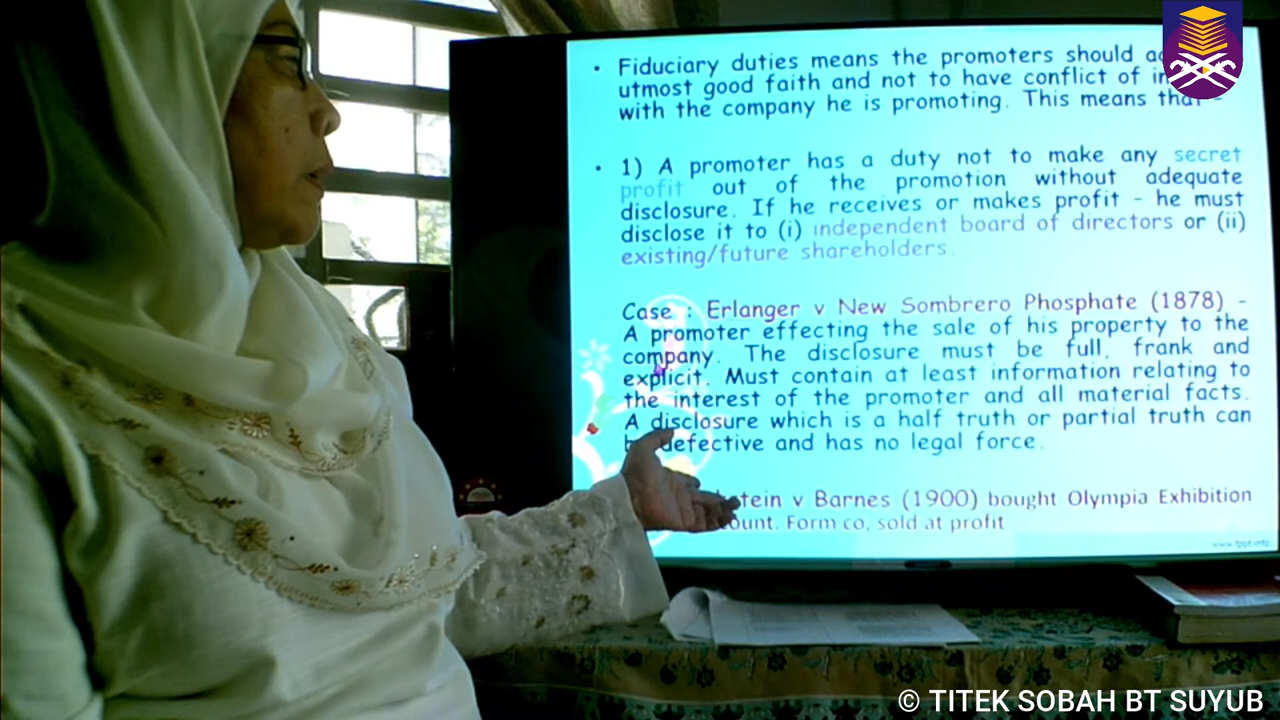 • Fiduciary duties means the promoters should
utmost good faith and not to have conflict of
with the company he is promoting. This means that -
• 1) A promoter has a duty not to make any secret
profit out of the promotion without adequate
disclosure. If he receives or makes profit - he must
disclose it to (i) independent board of directors or (ii)
existing/future shareholders.
Case : Erlanger v New Sombrero Phosphate (1878) -
A promoter effecting the sale of his property to the
company. The disclosure must be full, frank and
explicit. Must contain at least information relating to
the interest of the promoter and all material facts.
A disclosure which is a half truth or partial truth can
be defective and has no legal force.
v Barnes (1900) bought Olympia Exhibition
Form co, sold at profit
© TITEK SOBAH BT SUYUB